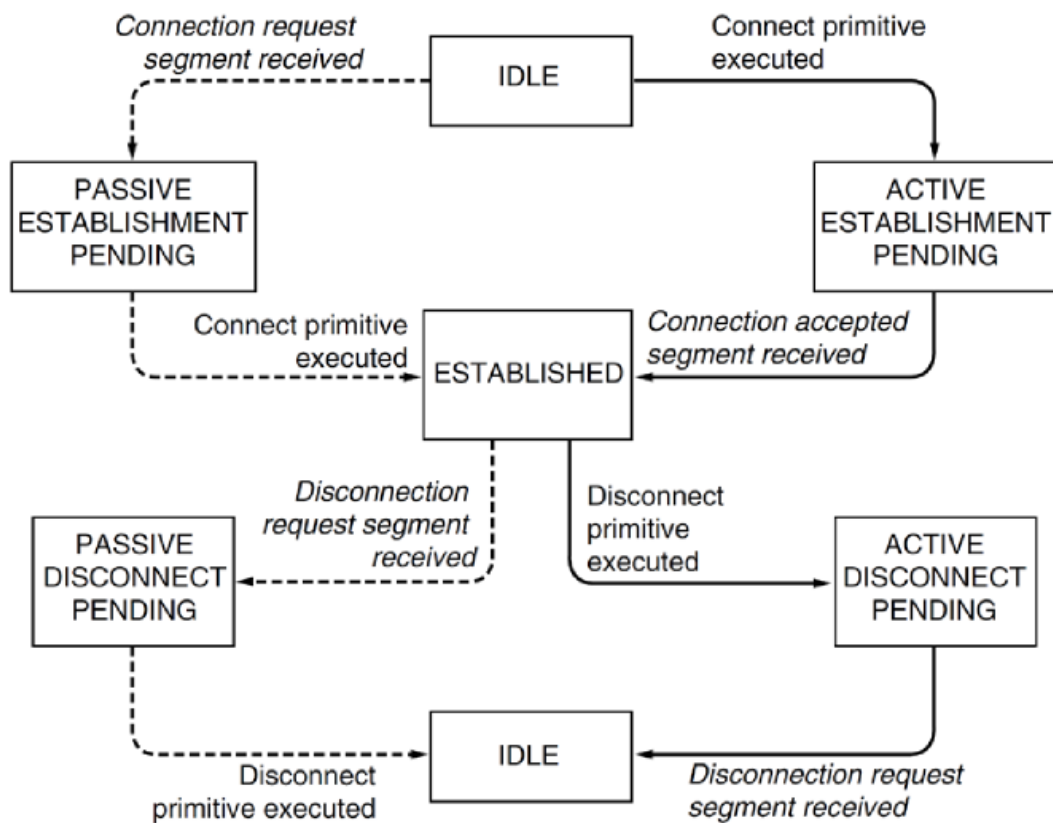 Connection request
segment received
IDLE
Connect primitive
executed
PASSIVE
ESTABLISHMENT
PENDING
ACTIVE
ESTABLISHMENT
PENDING
Connect primitive
executed
ESTABLISHED
Connection accepted
segment received
Disconnection
request segment
received
Disconnect
primitive
executed
PASSIVE
DISCONNECT
PENDING
ACTIVE
DISCONNECT
PENDING
IDLE
Disconnect
primitive executed
Disconnection request
segment received